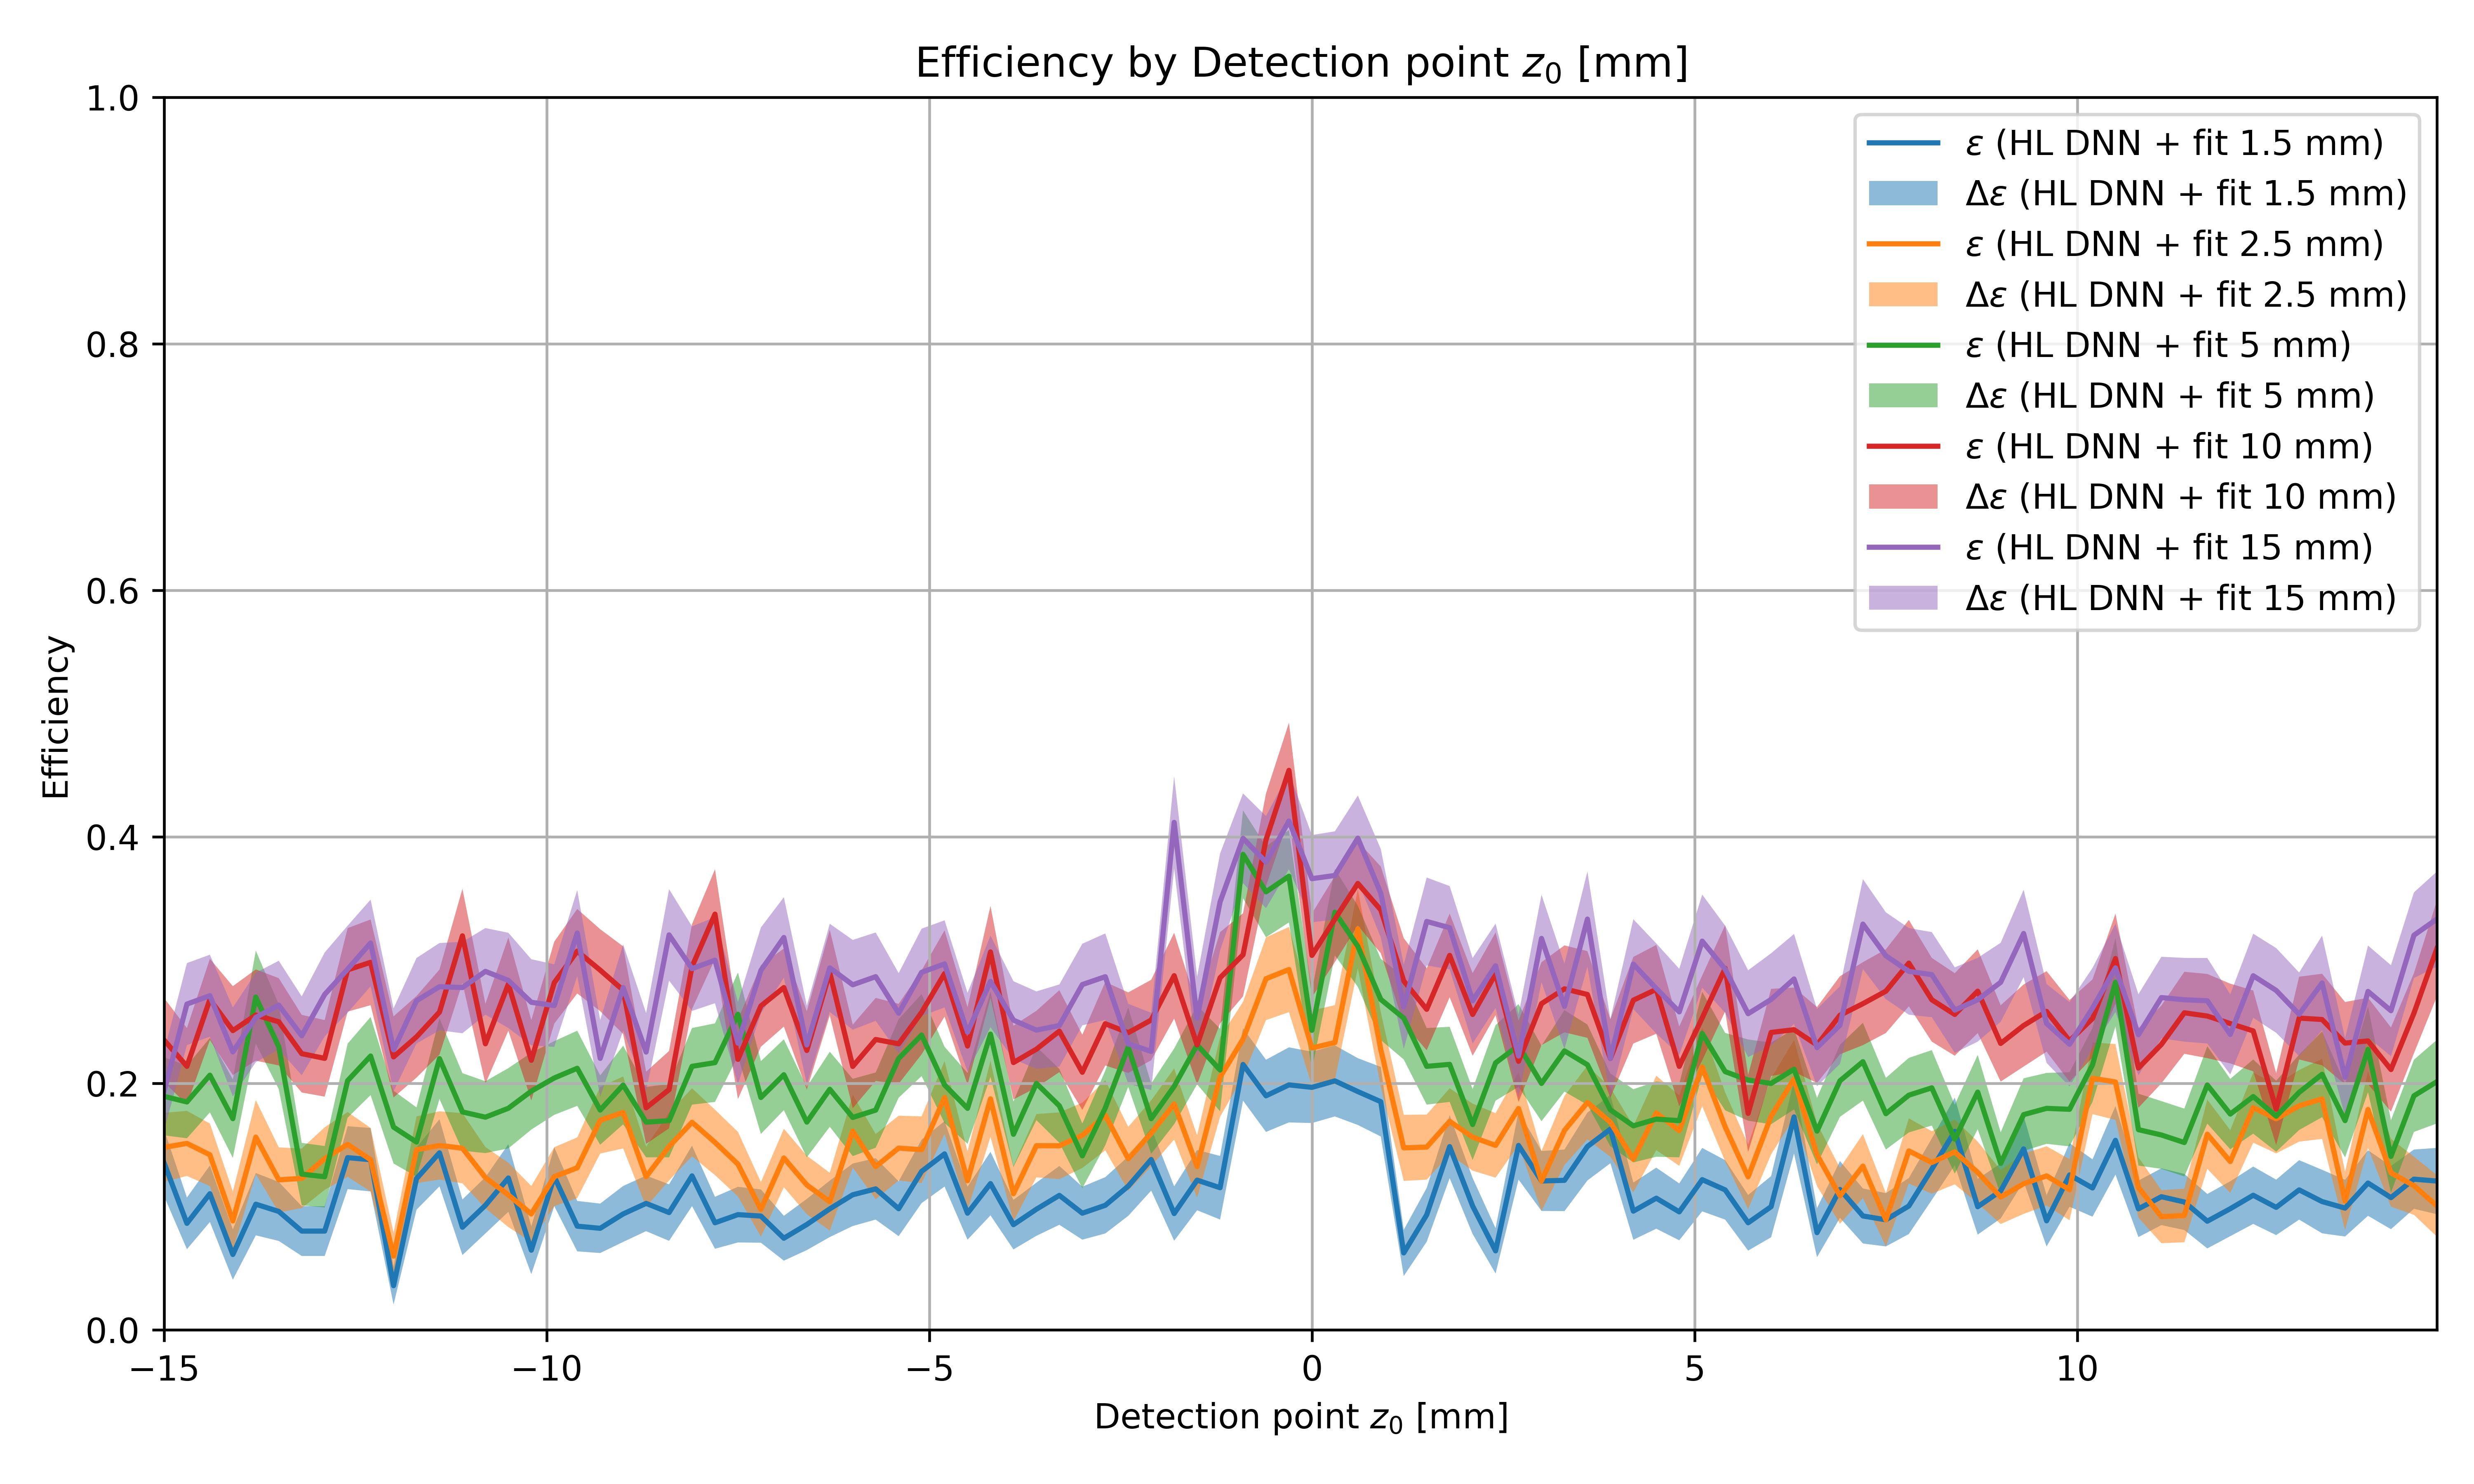 Efficiency by Detection point z₀ [mm]
1.0
0.8
0.6
0.4
0.2
0.0
Efficiency
ε (HL DNN + fit 1.5 mm)
Δε (HL DNN + fit 1.5 mm)
ε (HL DNN + fit 2.5 mm)
Δε (HL DNN + fit 2.5 mm)
ε (HL DNN + fit 5 mm)
Δε (HL DNN + fit 5 mm)
ε (HL DNN + fit 10 mm)
Δε (HL DNN + fit 10 mm)
ε (HL DNN + fit 15 mm)
Δε (HL DNN + fit 15 mm)
−15 −10 −5 0 5 10
Detection point z₀ [mm]